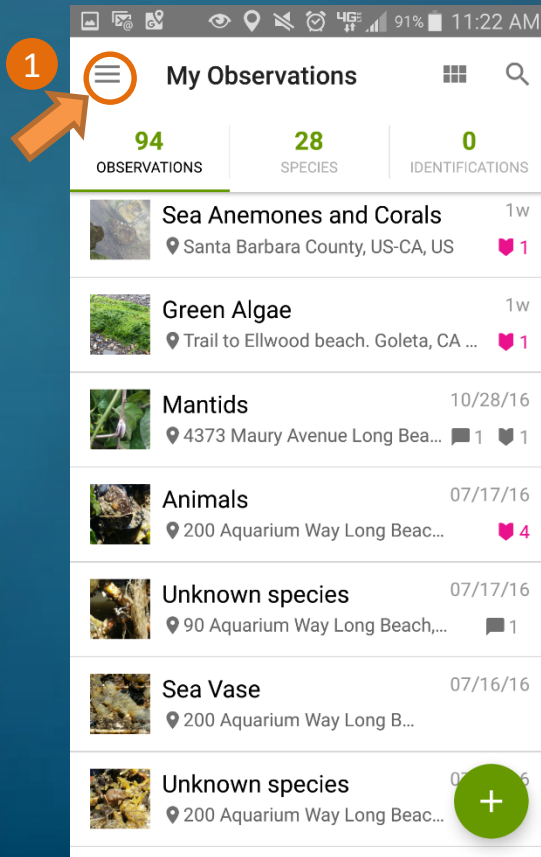 4GE 91% 11:22 AM
1
My Observations
94 28 0
OBSERVATIONS SPECIES IDENTIFICATIONS
Sea Anemones and Corals 1w
Santa Barbara County, US-CA, US 1
Green Algae 1w
Trail to Ellwood beach. Goleta, CA ... 1
Mantids 10/28/16
4373 Maury Avenue Long Bea... 1 1
Animals 07/17/16
200 Aquarium Way Long Beac... 4
Unknown species 07/17/16
90 Aquarium Way Long Beach,... 1
Sea Vase 07/16/16
200 Aquarium Way Long B...
Unknown species
200 Aquarium Way Long Beac...
+